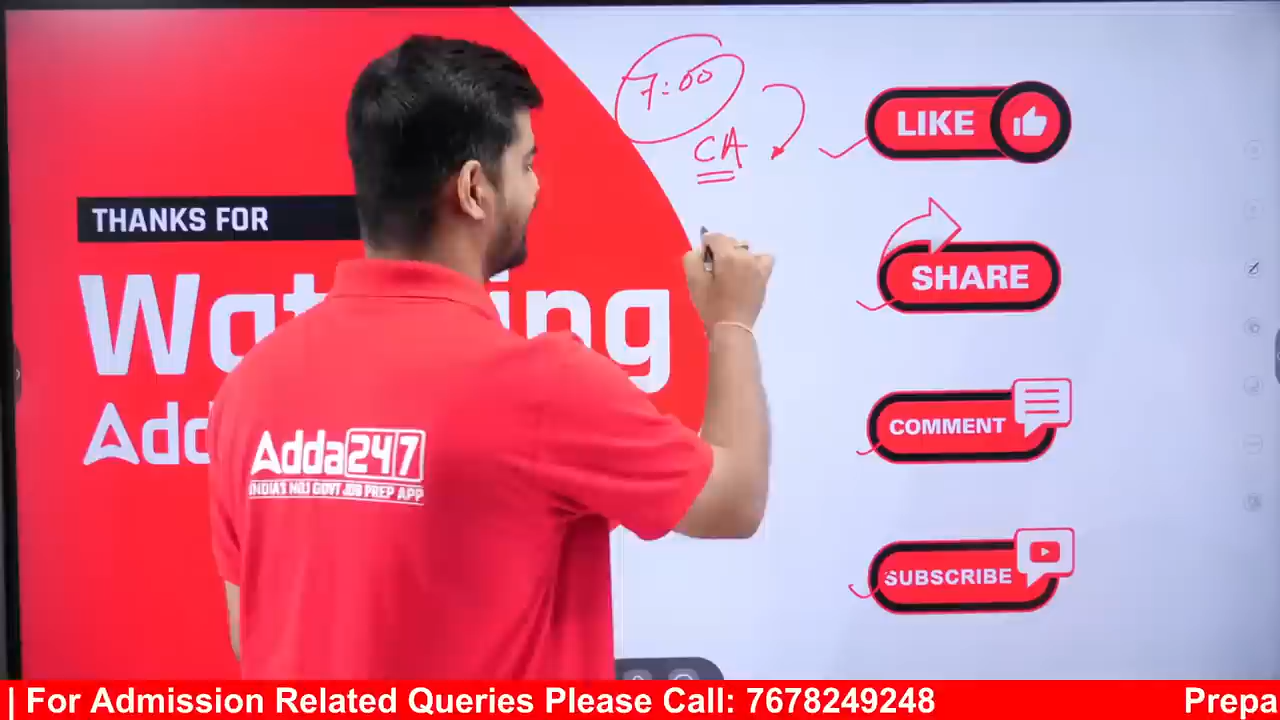 7:00
CA
LIKE
THANKS FOR
SHARE
Wat ing
Add
COMMENT
Adda247
INDIA'S NO.1 GOVT JOB PREP APP
SUBSCRIBE
| For Admission Related Queries Please Call: 7678249248 Prepa